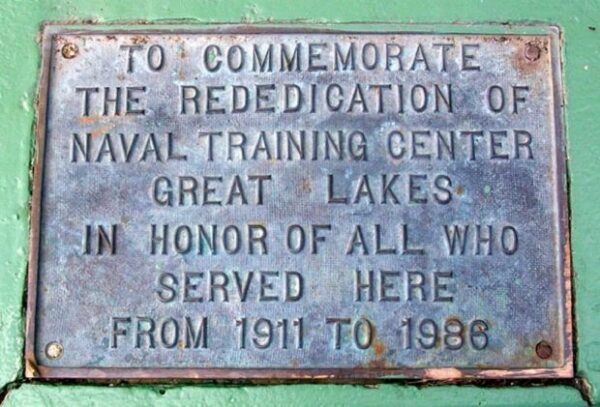 TO COMMEMORATE
THE REDEDICATION OF
NAVAL TRAINING CENTER
GREAT LAKES
IN HONOR OF ALL WHO
SERVED HERE
FROM 1911 TO 1986